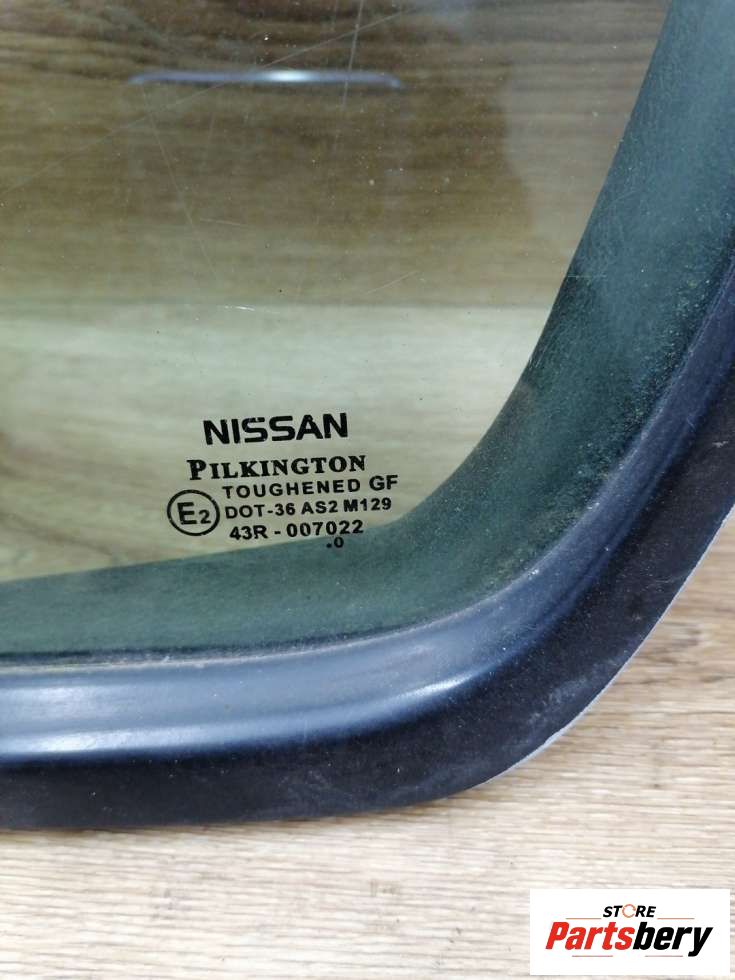 NISSAN
PILKINGTON
TOUGHENED GF
E2 DOT-36 AS2 M129
43R - 007022
.0
STORE
Partsbery